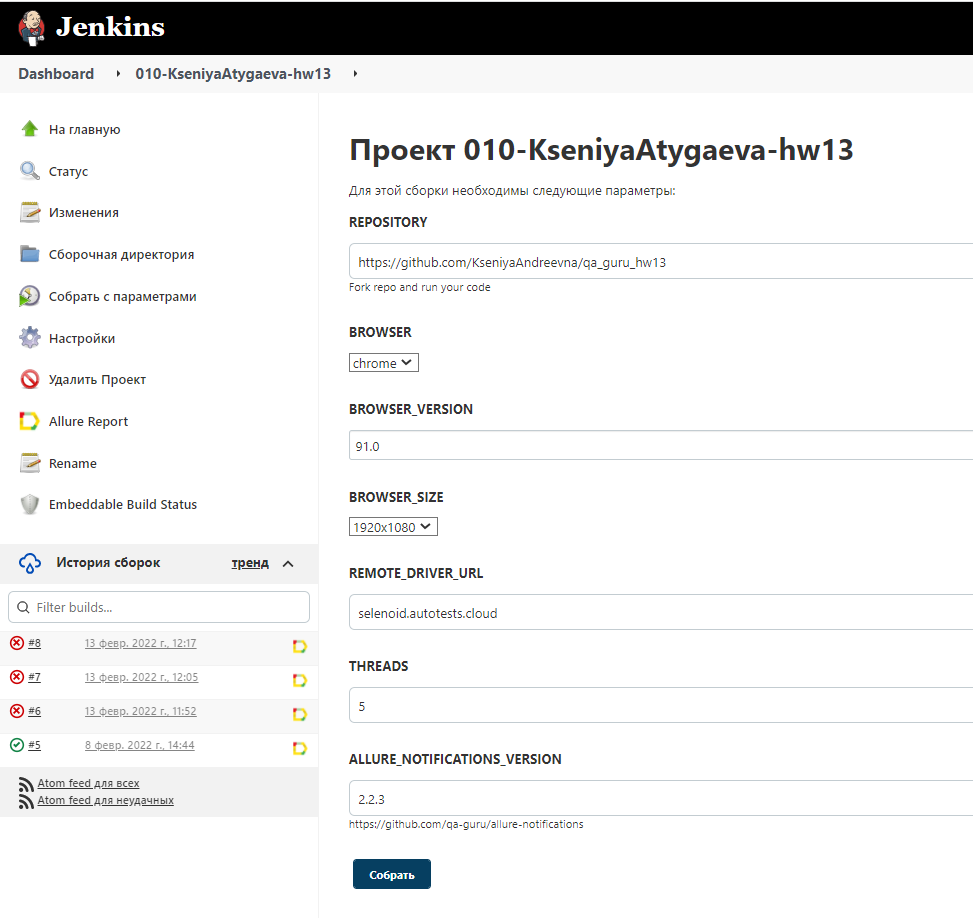 Jenkins
Dashboard
010-KseniyaAtygaeva-hw13
На главную
Статус
Изменения
Сборочная директория
Собрать с параметрами
Настройки
Удалить Проект
Allure Report
Rename
Embeddable Build Status
История сборок
тренд
Filter builds...
#8 13 февр. 2022 г., 12:17
#7 13 февр. 2022 г., 12:05
#6 13 февр. 2022 г., 11:52
#5 8 февр. 2022 г., 14:44
Atom feed для всех
Atom feed для неудачных
Проект 010-KseniyaAtygaeva-hw13
Для этой сборки необходимы следующие параметры:
REPOSITORY
https://github.com/KseniyaAndreevna/qa_guru_hw13
Fork repo and run your code
BROWSER
chrome
BROWSER_VERSION
91.0
BROWSER_SIZE
1920x1080
REMOTE_DRIVER_URL
selenoid.autotests.cloud
THREADS
5
ALLURE_NOTIFICATIONS_VERSION
2.2.3
https://github.com/qa-guru/allure-notifications
Собрать